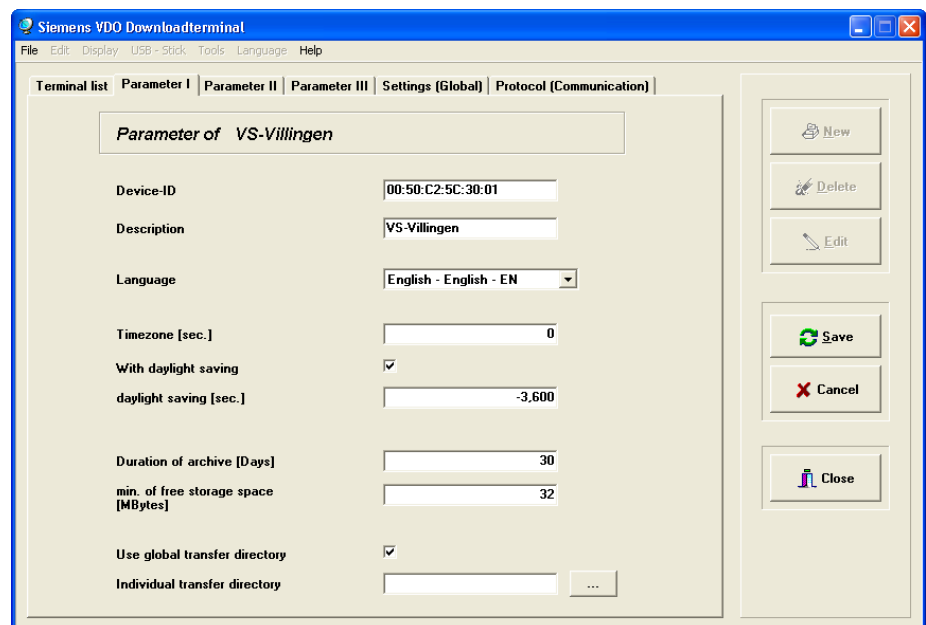 Siemens VDO Downloadterminal
File Edit Display USB - Stick Tools Language Help
Terminal list Parameter I Parameter II Parameter III Settings (Global) Protocol (Communication)
Parameter of VS-Villingen
Device-ID 00:50:C2:5C:30:01
Description VS-Villingen
Language English - English - EN
Timezone [sec.] 0
With daylight saving
daylight saving [sec.] -3,600
Duration of archive [Days] 30
min. of free storage space
[MBytes] 32
Use global transfer directory
Individual transfer directory ...
New
Delete
Edit
Save
Cancel
Close